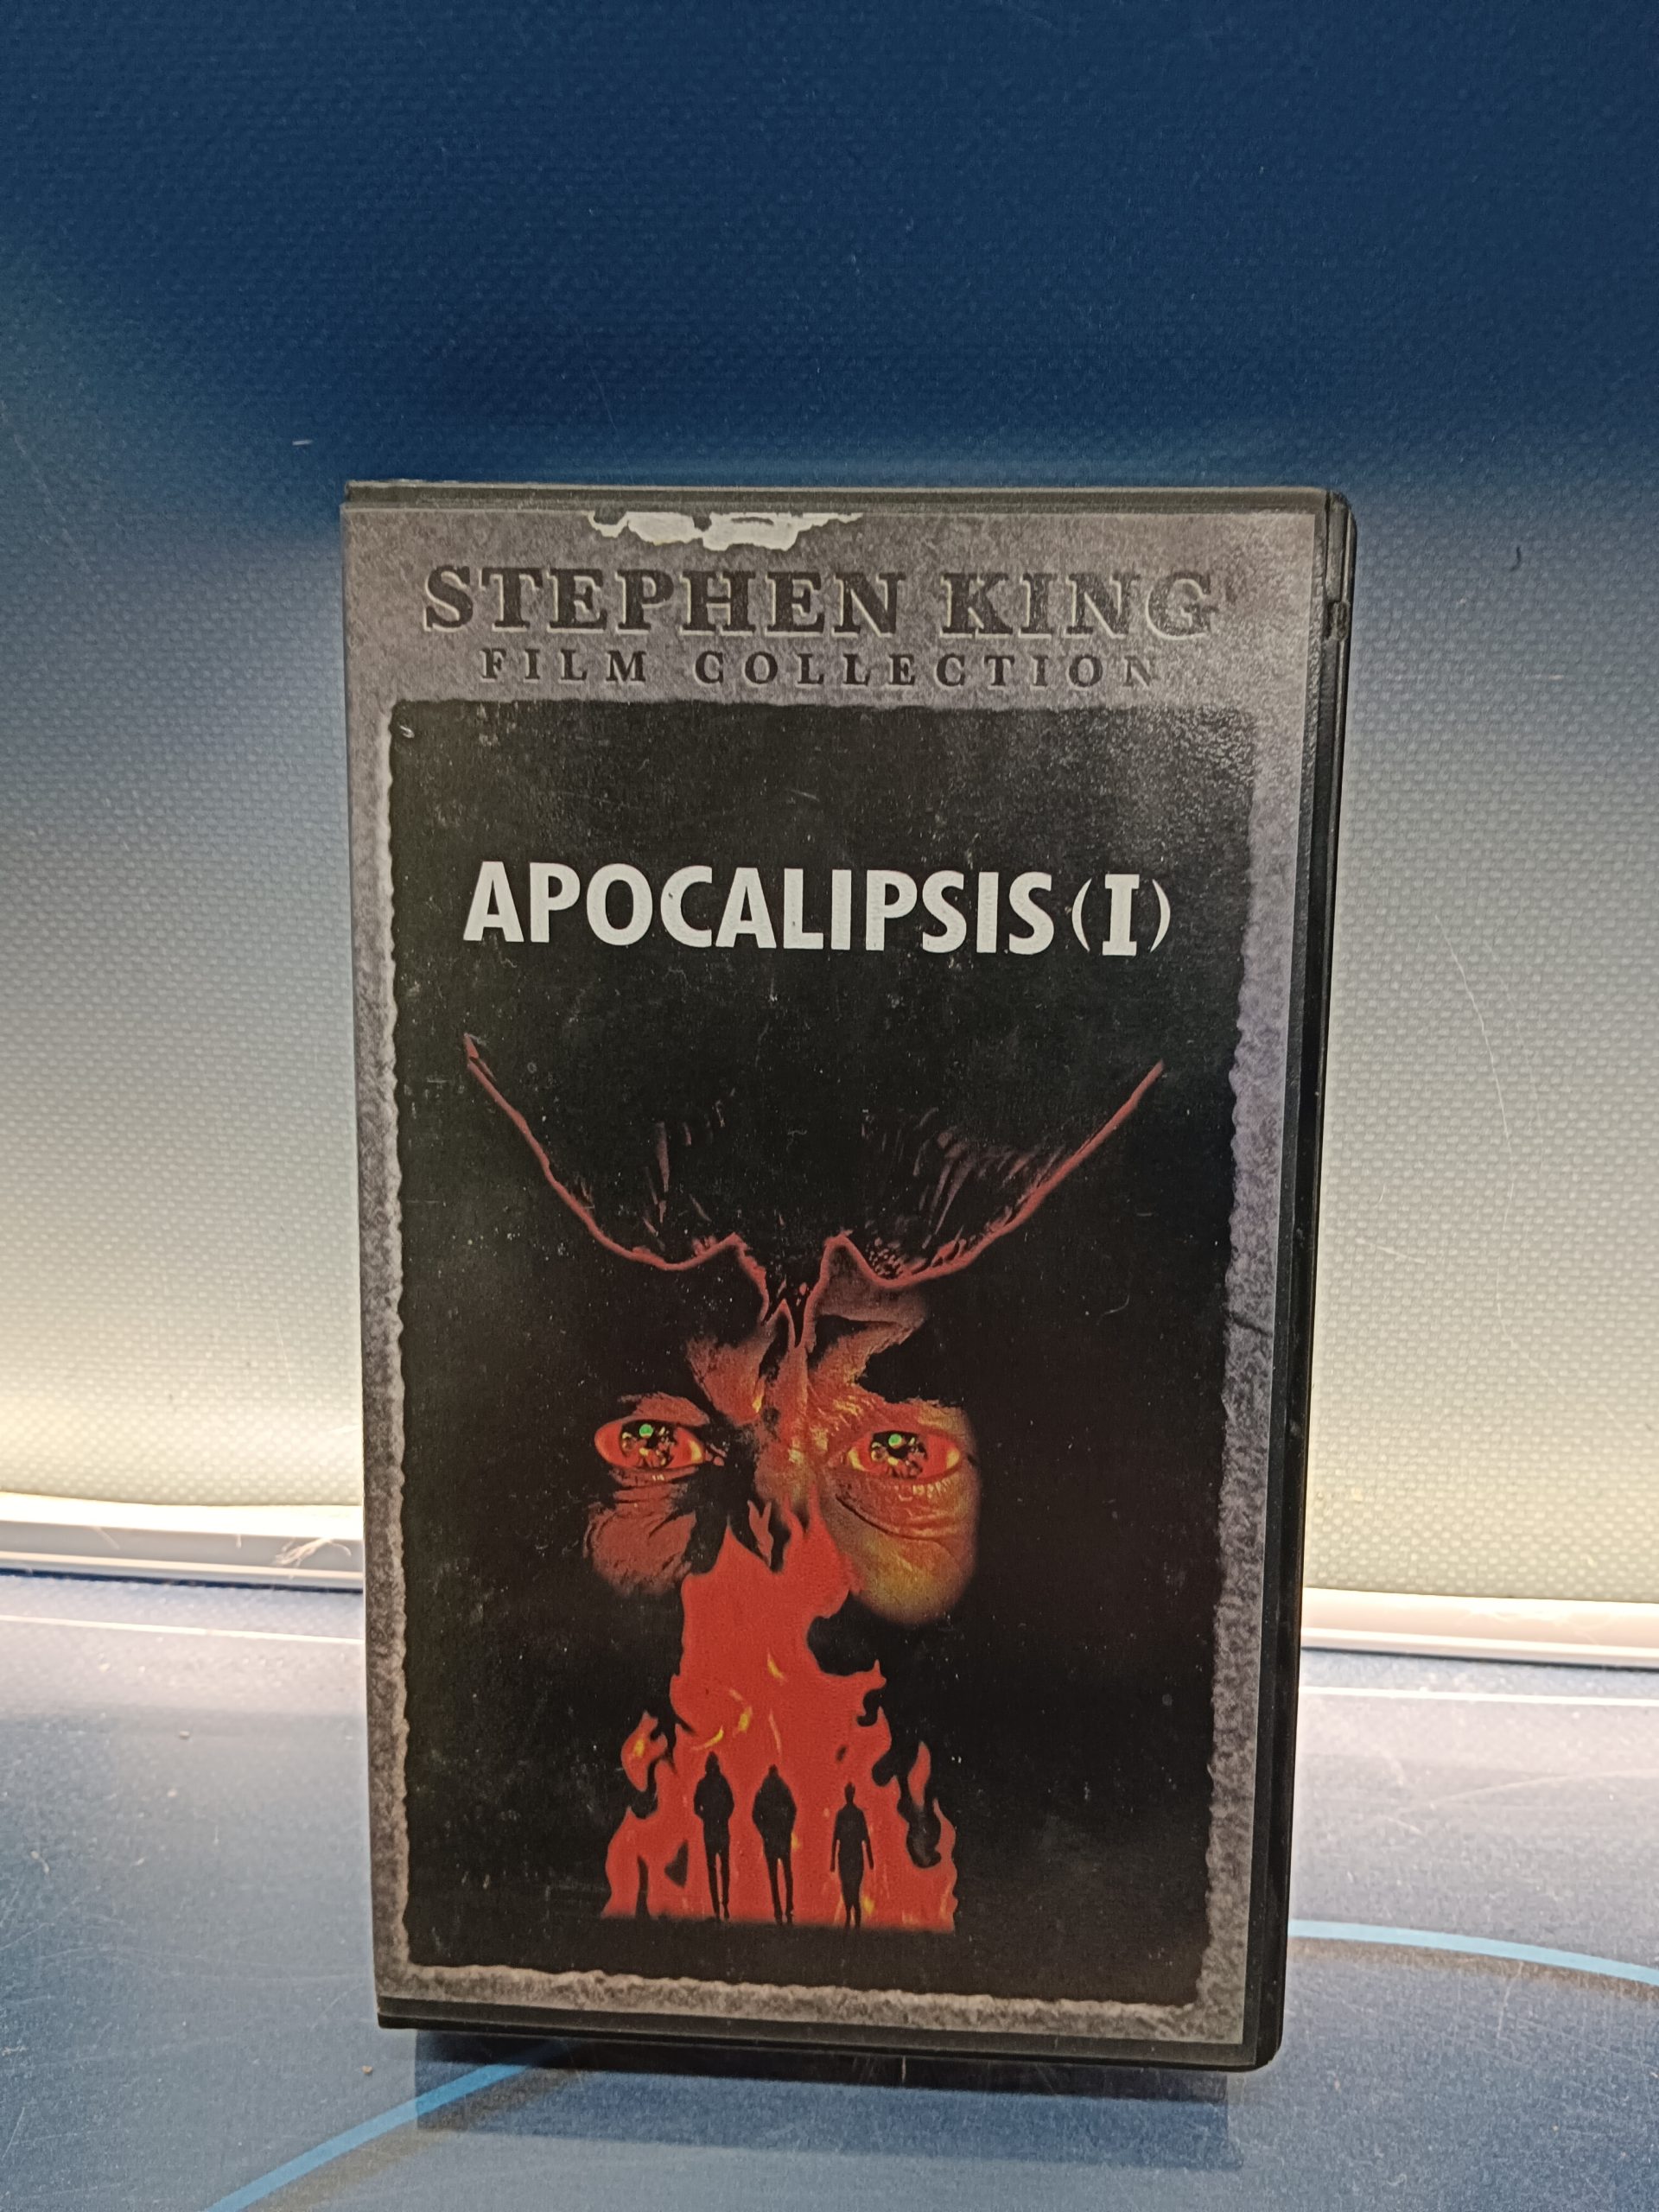 STEPHEN KING
FILM COLLECTION
APOCALIPSIS (I)